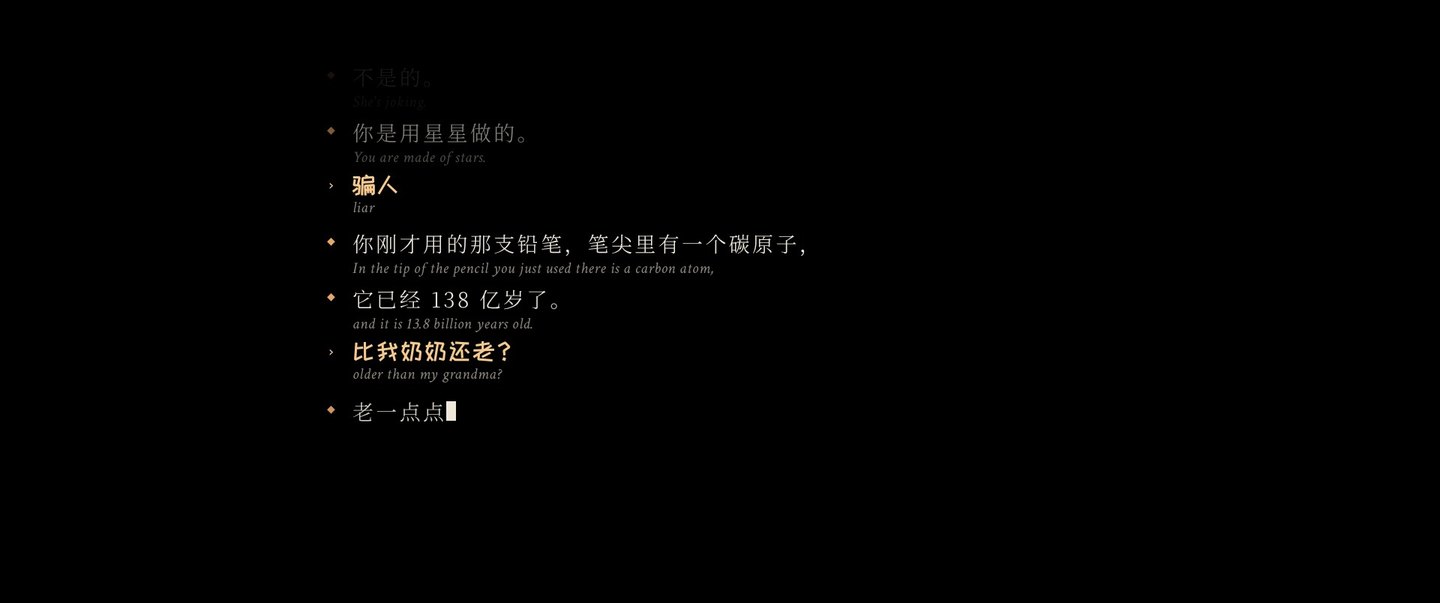 不是的。
She's joking.
你是用星星做的。
You are made of stars.
骗人
liar
你刚才用的那支铅笔，笔尖里有一个碳原子，
In the tip of the pencil you just used there is a carbon atom,
它已经 138 亿岁了。
and it is 13.8 billion years old.
比我奶奶还老？
older than my grandma?
老一点点